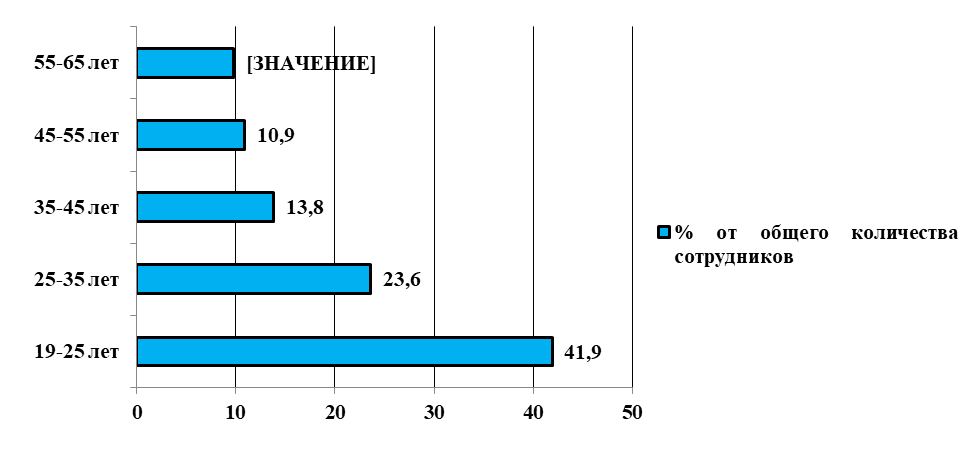 55-65 лет [ЗНАЧЕНИЕ]
45-55 лет 10,9
35-45 лет 13,8
25-35 лет 23,6
19-25 лет 41,9
0 10 20 30 40 50
% от общего количества
сотрудников